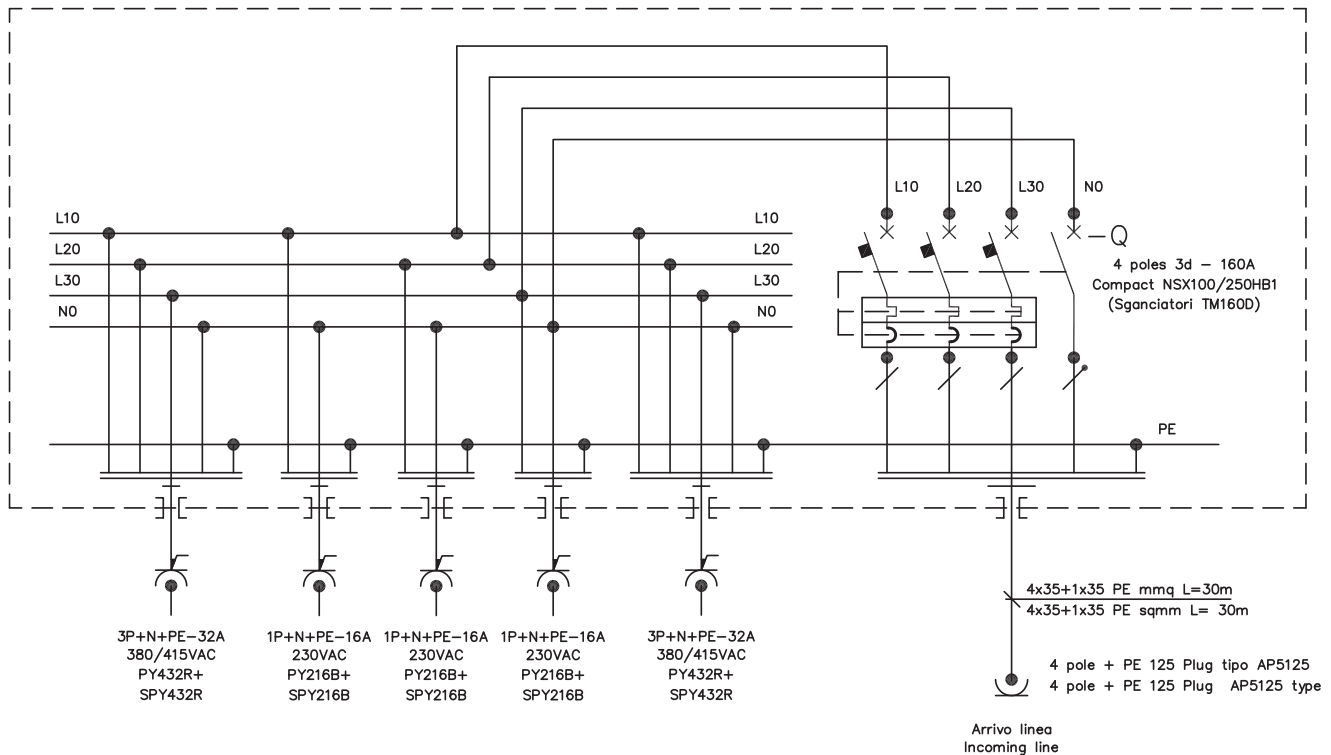 L10
L20
L30
N0
L10
L20
L30
N0
L10
L20
L30
N0
Q
4 poles 3d – 160A
Compact NSX100/250HB1
(Sganciatori TM160D)
PE
3P+N+PE–32A
380/415VAC
PY432R+
SPY432R
1P+N+PE–16A
230VAC
PY216B+
SPY216B
1P+N+PE–16A
230VAC
PY216B+
SPY216B
1P+N+PE–16A
230VAC
PY216B+
SPY216B
3P+N+PE–32A
380/415VAC
PY432R+
SPY432R
4x35+1x35 PE mmq L=30m
4x35+1x35 PE sqmm L= 30m
4 pole + PE 125 Plug tipo AP5125
4 pole + PE 125 Plug AP5125 type
Arrivo linea
Incoming line